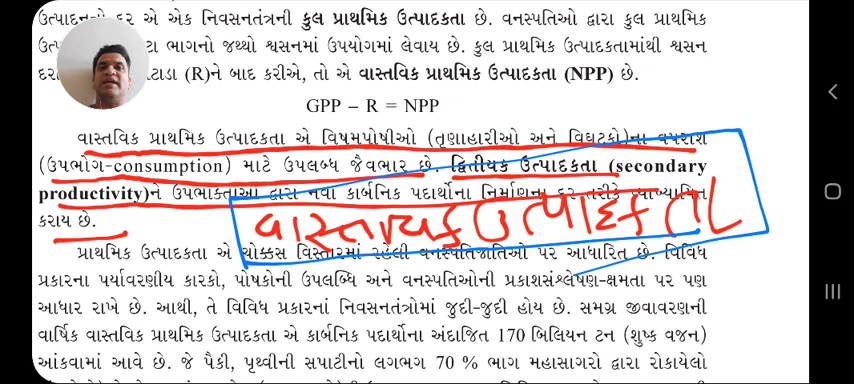 ઉત્પાદનનો દર એ એક નિવસનતંત્રની કુલ પ્રાથમિક ઉત્પાદકતા છે. વનસ્પતિઓ દ્વારા કુલ પ્રાથમિક
ભાગનો જથ્થો શ્વસનમાં ઉપયોગમાં લેવાય છે. કુલ પ્રાથમિક ઉત્પાદકતામાંથી શ્વસન
(R)ને બાદ કરીએ, તો એ વાસ્તવિક પ્રાથમિક ઉત્પાદકતા (NPP) છે.
GPP – R = NPP
વાસ્તવિક પ્રાથમિક ઉત્પાદકતા એ વિષમપોષીઓ (તૃણાહારીઓ અને વિઘટકો)ના વપરાશ
(ઉપભોગ-consumption) માટે ઉપલબ્ધ જૈવભાર છે. દ્વિતીયક ઉત્પાદકતા (secondary
productivity)ને ઉપભોક્તાઓ દ્વારા નવા કાર્બનિક પદાર્થોના નિર્માણના દર તરીકે વ્યાખ્યાયિત
કરાય છે.
વાસ્તવિક ઉત્પાદકતા
પ્રાથમિક ઉત્પાદકતા એ ચોક્કસ વિસ્તારમાં રહેલી વનસ્પતિજાતિઓ પર આધારિત છે. વિવિધ
પ્રકારના પર્યાવરણીય કારકો, પોષકોની ઉપલબ્ધિ અને વનસ્પતિઓની પ્રકાશસંશ્લેષણ-ક્ષમતા પર પણ
આધાર રાખે છે. આથી, તે વિવિધ પ્રકારનાં નિવસનતંત્રોમાં જુદી-જુદી હોય છે. સમગ્ર જીવાવરણની
વાર્ષિક વાસ્તવિક પ્રાથમિક ઉત્પાદકતા એ કાર્બનિક પદાર્થોના અંદાજિત 170 બિલિયન ટન (શુષ્ક વજન)
આંકવામાં આવે છે. જે પૈકી, પૃથ્વીની સપાટીનો લગભગ 70 % ભાગ મહાસાગરો દ્વારા રોકાયેલો